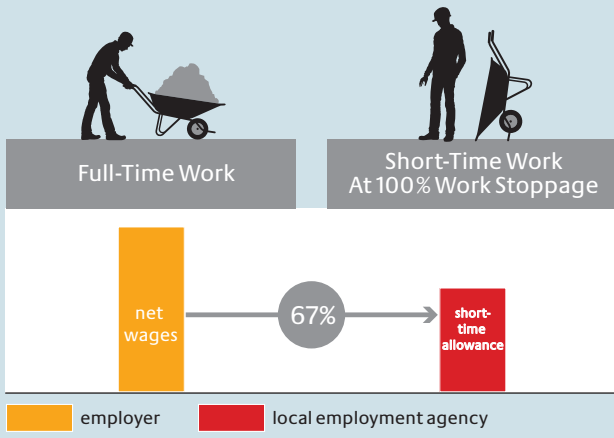 Full-Time Work
Short-Time Work
At 100% Work Stoppage
net
wages
67%
short-
time
allowance
employer
local employment agency